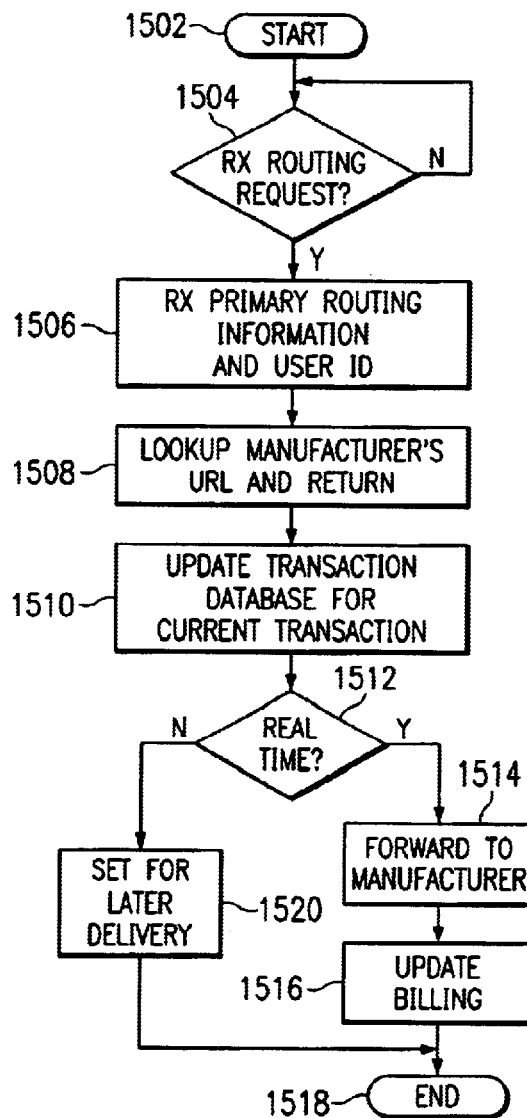 1502
START
1504
RX ROUTING
REQUEST?
N
Y
1506
RX PRIMARY ROUTING
INFORMATION
AND USER ID
1508
LOOKUP MANUFACTURER'S
URL AND RETURN
1510
UPDATE TRANSACTION
DATABASE FOR
CURRENT TRANSACTION
1512
N
REAL
TIME?
Y
1514
FORWARD TO
MANUFACTURER
SET FOR
LATER
DELIVERY
1520
1516
UPDATE
BILLING
1518
END